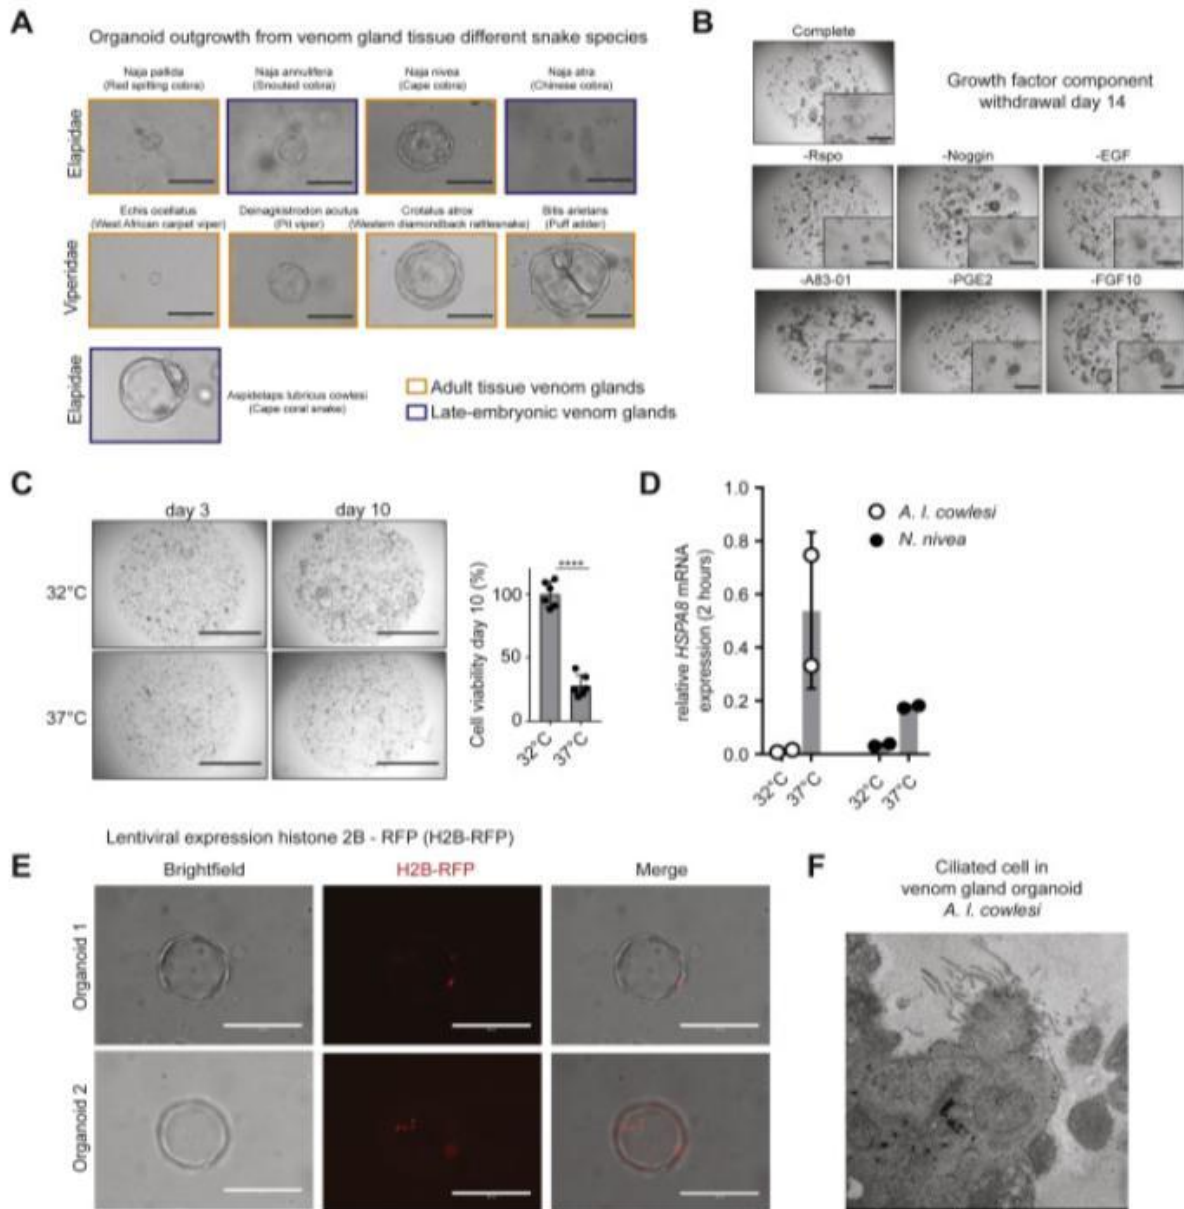 A
Organoid outgrowth from venom gland tissue different snake species
Naja pallida
(Red spitting cobra)
Naja annulifera
(Snouted cobra)
Naja nivea
(Cape cobra)
Naja atra
(Chinese cobra)
Elapidae
Echis ocellatus
(West African carpet viper)
Deinagkistrodon acutus
(Pit viper)
Crotalus atrox
(Western diamondback rattlesnake)
Bitis arietans
(Puff adder)
Viperidae
Elapidae
Aspidelaps lubricus cowlesi
(Cape coral snake)
Adult tissue venom glands
Late-embryonic venom glands
B
Complete
Growth factor component
withdrawal day 14
-Rspo
-Noggin
-EGF
-A83-01
-PGE2
-FGF10
C
day 3
day 10
32°C
37°C
Cell viability day 10 (%)
****
100
50
0
32°C
37°C
D
relative HSPA8 mRNA
expression (2 hours)
1.0
0.8
0.6
0.4
0.2
0.0
A. l. cowlesi
N. nivea
32°C
37°C
32°C
37°C
Lentiviral expression histone 2B - RFP (H2B-RFP)
E
Brightfield
H2B-RFP
Merge
Organoid 1
Organoid 2
F
Ciliated cell in
venom gland organoid
A. l. cowlesi